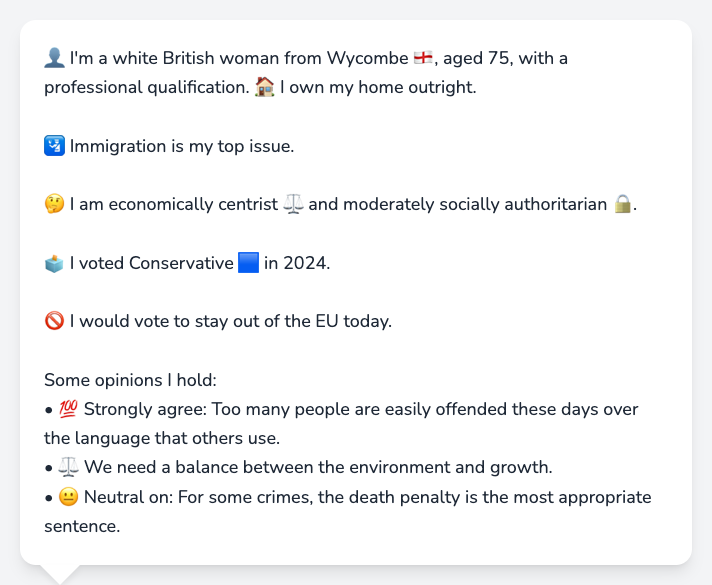 👤 I'm a white British woman from Wycombe 🏴󠁧󠁢󠁥󠁮󠁧󠁿, aged 75, with a
professional qualification. 🏠 I own my home outright.
🛂 Immigration is my top issue.
🤔 I am economically centrist ⚖️ and moderately socially authoritarian 🔒.
🗳️ I voted Conservative 🟦 in 2024.
🚫 I would vote to stay out of the EU today.
Some opinions I hold:
• 💯 Strongly agree: Too many people are easily offended these days over
the language that others use.
• ⚖️ We need a balance between the environment and growth.
• 😐 Neutral on: For some crimes, the death penalty is the most appropriate
sentence.